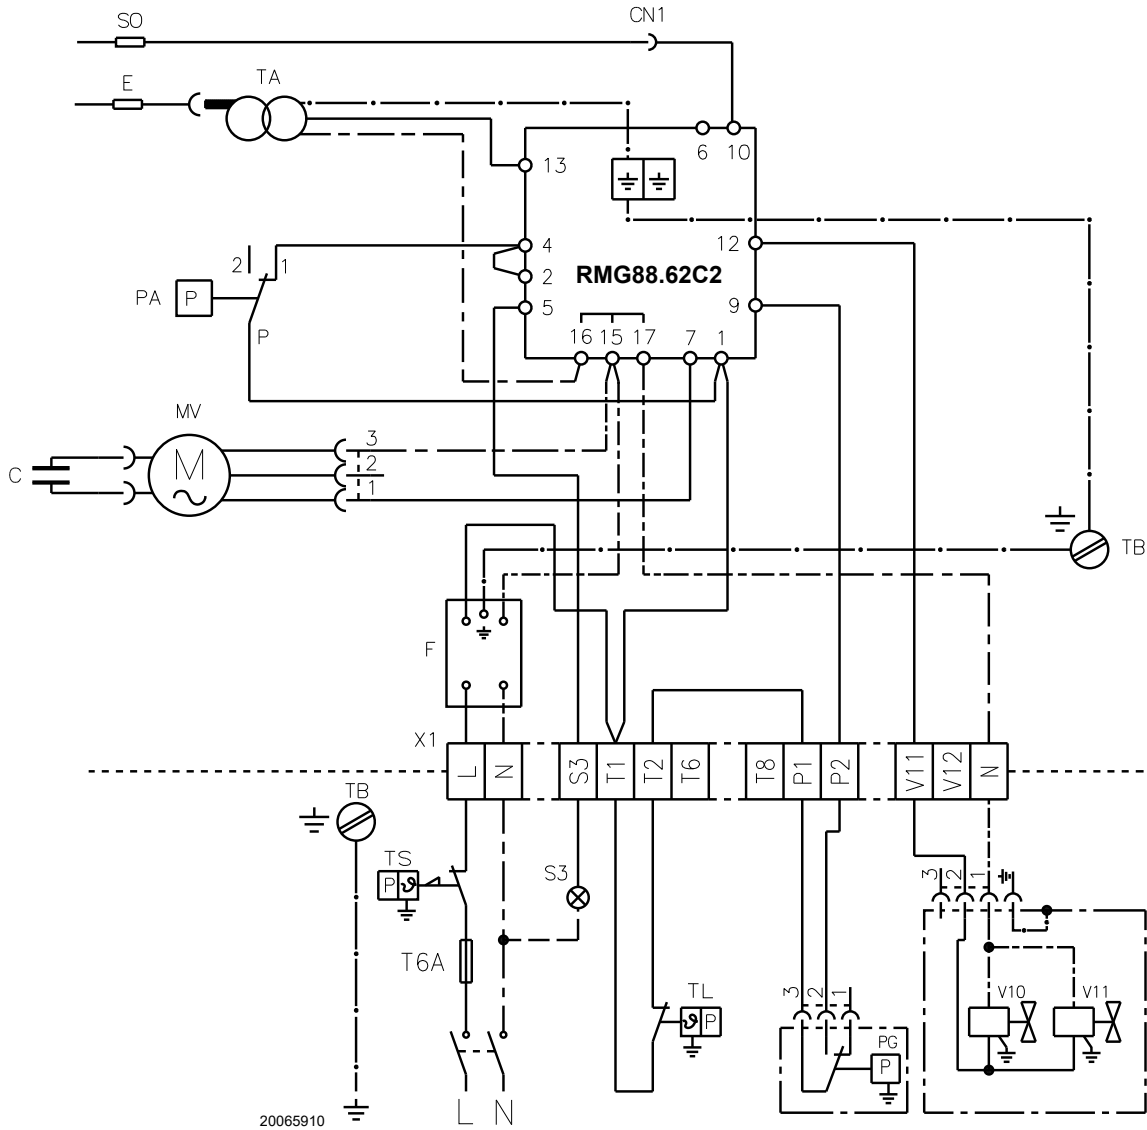 SO
CN1
E
TA
6 10
13
4
12
2 1
2
RMG88.62C2
PA P
5
9
P
16 15 17 7 1
MV
3
M
2
C
1
TB
F
X1
L N S3 T1 T2 T6 T8 P1 P2 V11 V12 N
TB
TS
S3
3 2 1
P
T6A
TL
P
3 2 1
V10 V11
PG
P
L N
20065910